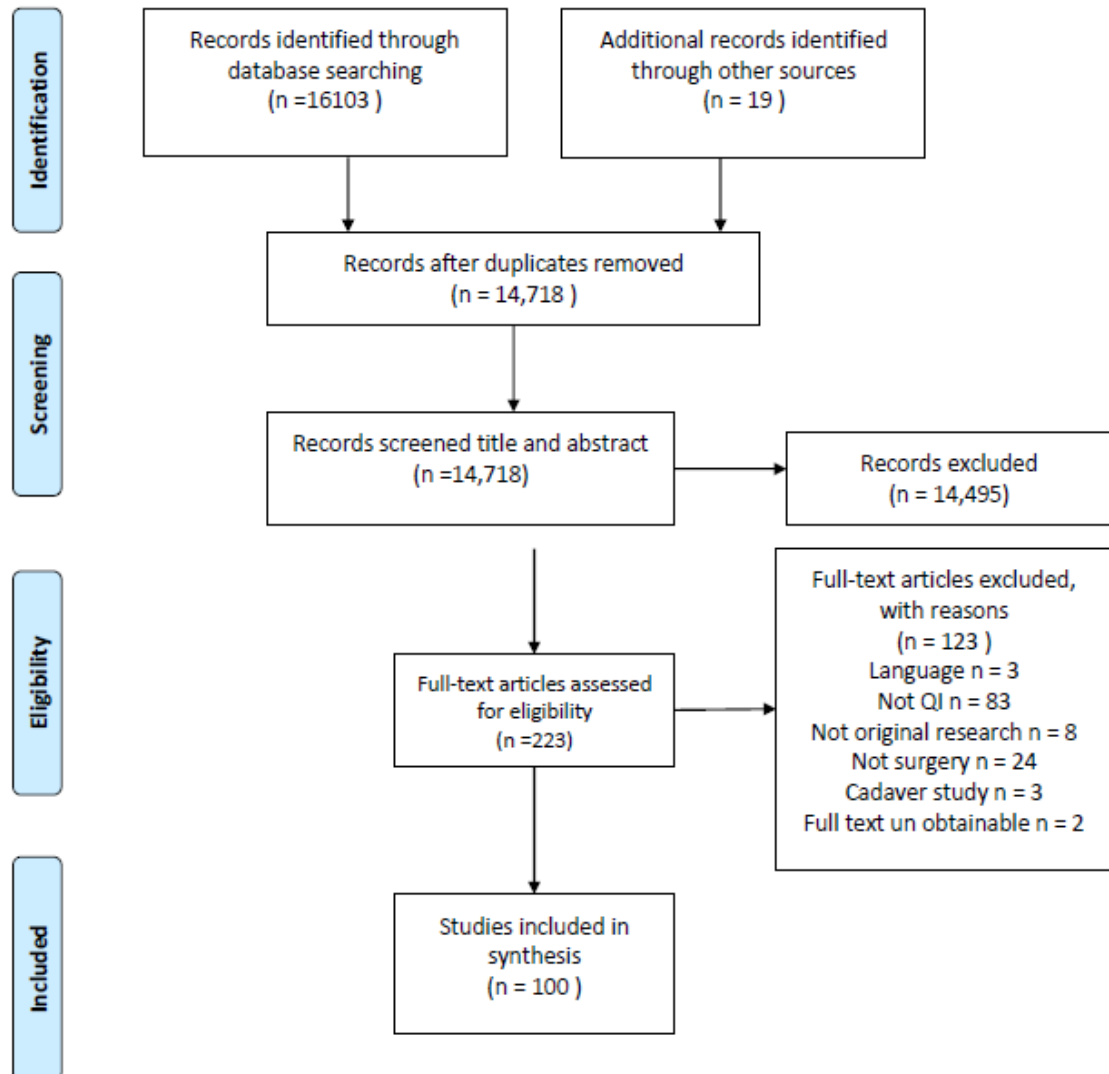 Identification
Records identified through
database searching
(n =16103 )
Additional records identified
through other sources
(n = 19 )
Screening
Records after duplicates removed
(n = 14,718 )
Records screened title and abstract
(n =14,718)
Records excluded
(n = 14,495)
Eligibility
Full-text articles assessed
for eligibility
(n =223)
Full-text articles excluded,
with reasons
(n = 123 )
Language n = 3
Not QI n = 83
Not original research n = 8
Not surgery n = 24
Cadaver study n = 3
Full text un obtainable n = 2
Included
Studies included in
synthesis
(n = 100 )